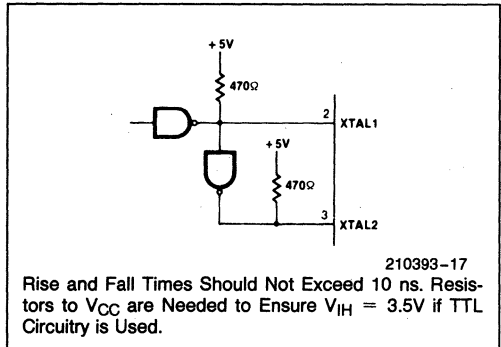 +5V
470Ω
2 XTAL1
+5V
470Ω
3 XTAL2
210393-17
Rise and Fall Times Should Not Exceed 10 ns. Resis-
tors to VCC are Needed to Ensure VIH = 3.5V if TTL
Circuitry is Used.